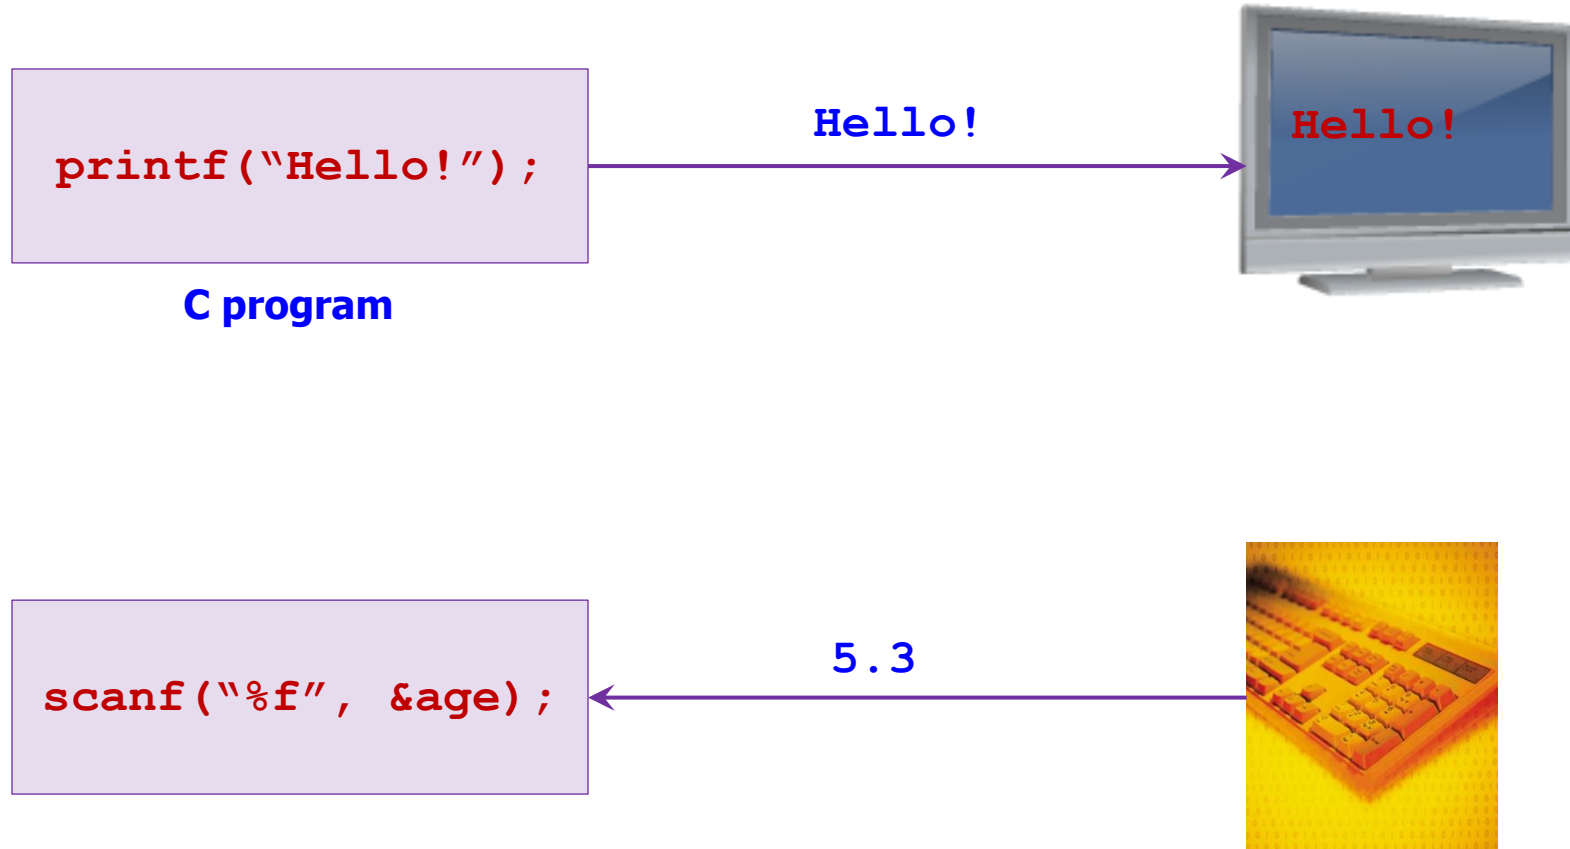 Hello!
Hello!
printf(“Hello!”);
C program
5.3
scanf(“%f”, &age);